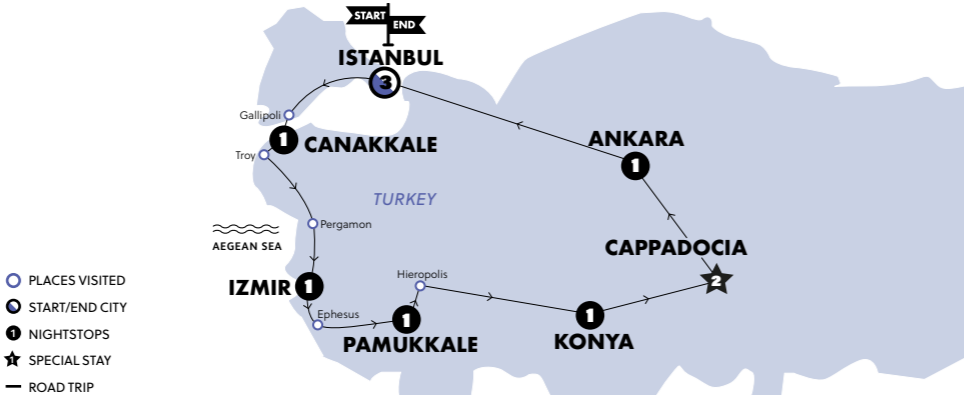 START
END
ISTANBUL
3
Gallipoli
1
CANAKKALE
Troy
ANKARA
1
TURKEY
Pergamon
AEGEAN SEA
CAPPADOCIA
2
IZMIR
1
Hieropolis
Ephesus
1
PAMUKKALE
1
KONYA
PLACES VISITED
START/END CITY
1 NIGHTSTOPS
1 SPECIAL STAY
ROAD TRIP